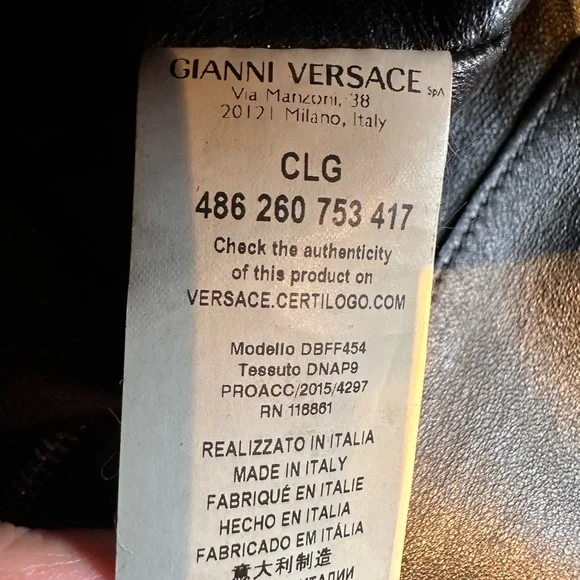 GIANNI VERSACE SpA
Via Manzoni, 38
20121 Milano, Italy
CLG
486 260 753 417
Check the authenticity
of this product on
VERSACE.CERTILOGO.COM
Modello DBFF454
Tessuto DNAP9
PROACC/2015/4297
RN 118861
REALIZZATO IN ITALIA
MADE IN ITALY
FABRIQUÉ EN ITALIE
HECHO EN ITALIA
FABRICADO EM ITÁLIA
意大利制造
ИТАЛИИ